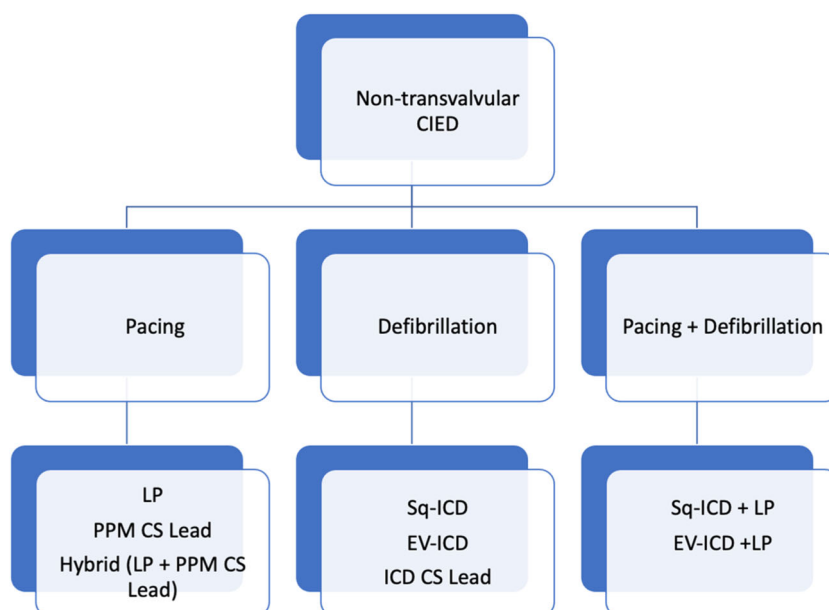 Non-transvalvular
CIED
Pacing
Defibrillation
Pacing + Defibrillation
LP
PPM CS Lead
Hybrid (LP + PPM CS
Lead)
Sq-ICD
EV-ICD
ICD CS Lead
Sq-ICD + LP
EV-ICD +LP